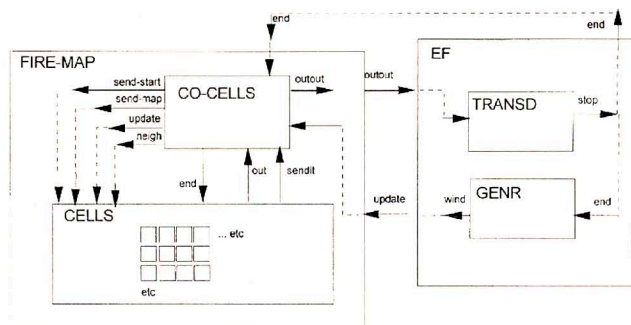 end
end
FIRE-MAP
EF
send-start
outout
outout
CO-CELLS
send-map
TRANSD
stop
update
neigh
end
out
sendit
update
wind
GENR
end
CELLS
... etc
etc